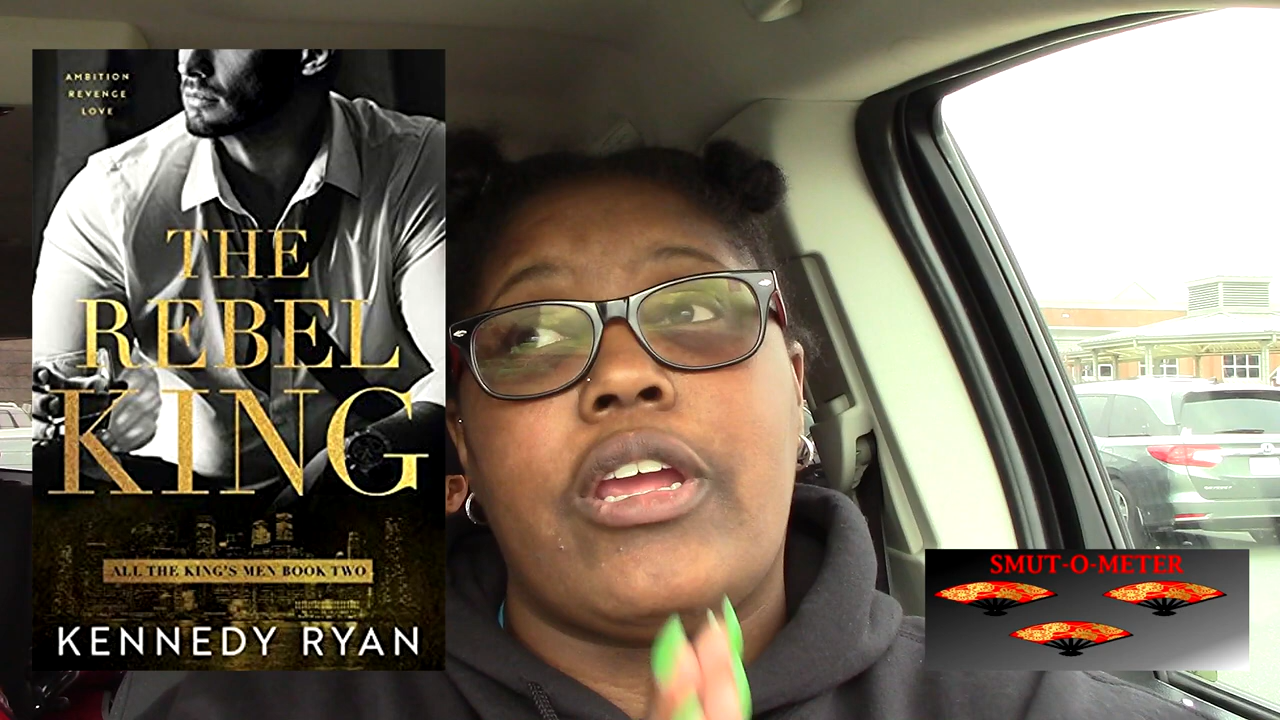 AMBITION
REVENGE
LOVE
THE
REBEL
KING
ALL THE KING'S MEN BOOK TWO
KENNEDY RYAN
SMUT-O-METER